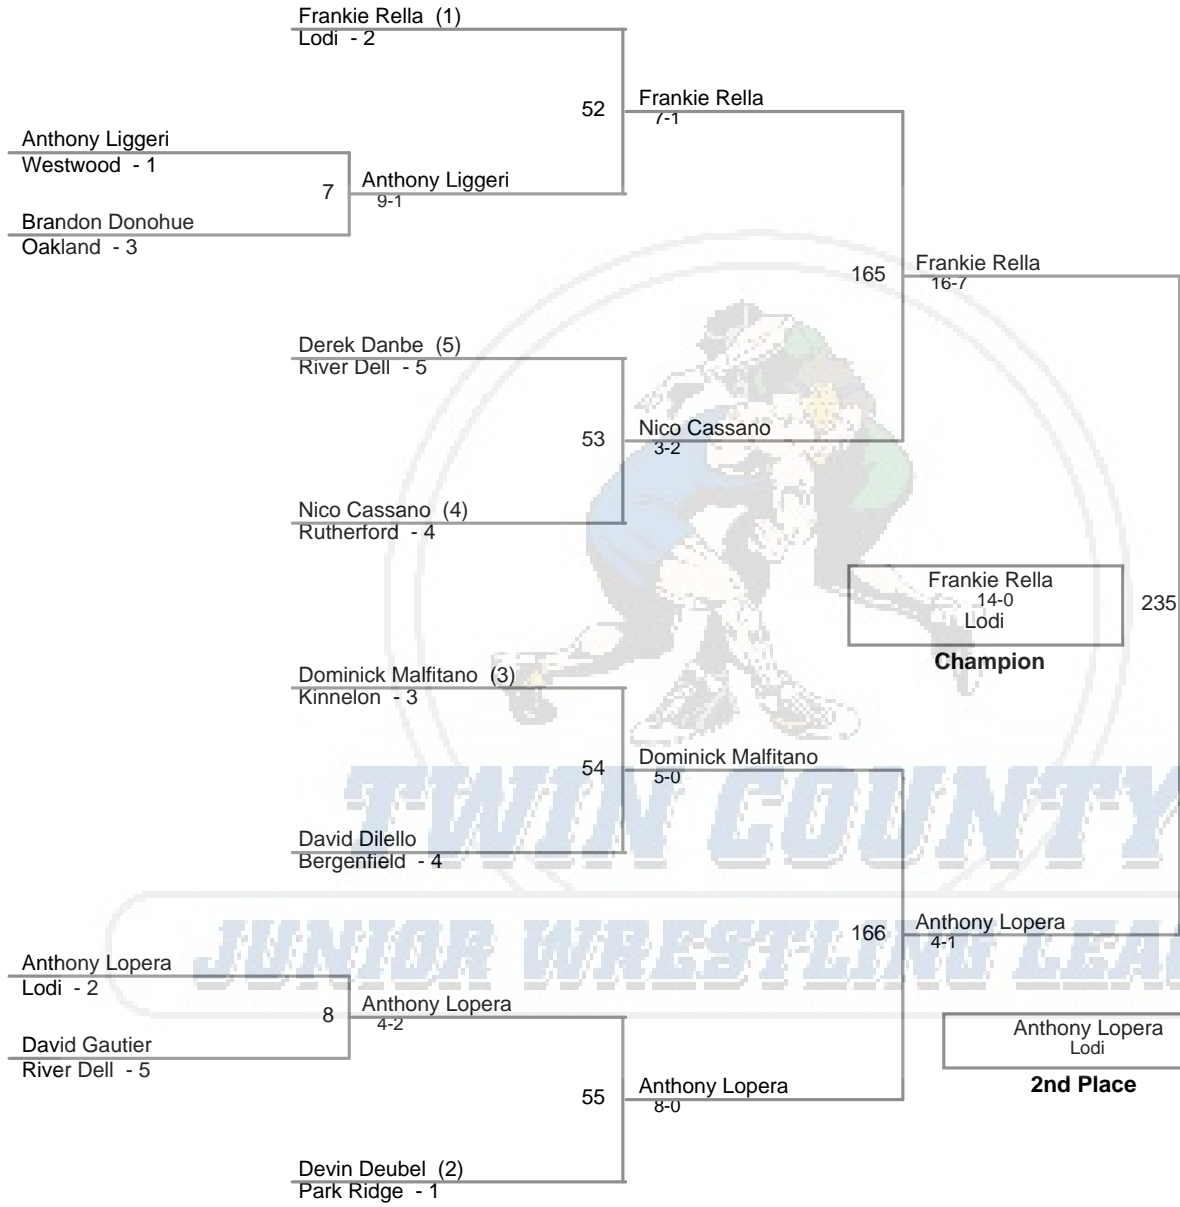 Frankie Rella (1)
Lodi - 2
52
Frankie Rella
7-1
Anthony Liggeri
Westwood - 1
7
Anthony Liggeri
9-1
Brandon Donohue
Oakland - 3
165
Frankie Rella
16-7
Derek Danbe (5)
River Dell - 5
53
Nico Cassano
3-2
Nico Cassano (4)
Rutherford - 4
Frankie Rella
14-0
Lodi
Champion
235
Dominick Malfitano (3)
Kinnelon - 3
54
Dominick Malfitano
5-0
TWIN COUNTY
David Dilello
Bergenfield - 4
166
Anthony Lopera
4-1
JUNIOR WRESTLING LEA
Anthony Lopera
Lodi - 2
8
Anthony Lopera
4-2
David Gautier
River Dell - 5
Anthony Lopera
Lodi
2nd Place
55
Anthony Lopera
8-0
Devin Deubel (2)
Park Ridge - 1